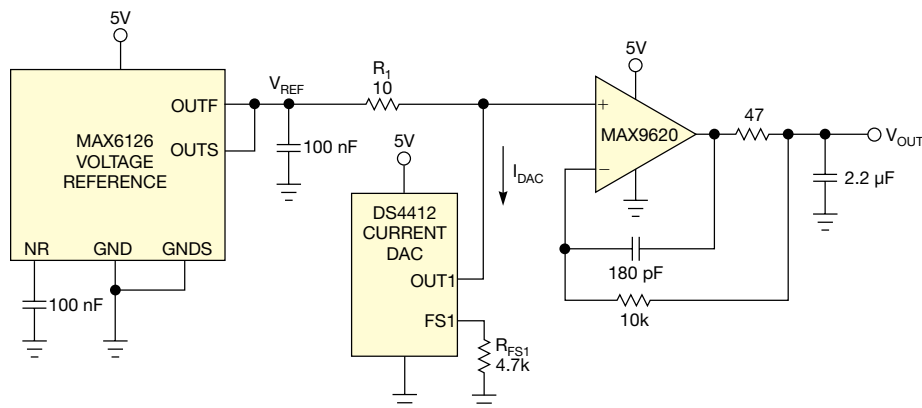 5V
MAX6126
VOLTAGE
REFERENCE
OUTF
OUTS
NR
GND
GNDS
100 nF
V_REF
100 nF
R_1
10
5V
DS4412
CURRENT
DAC
OUT1
FS1
R_FS1
4.7k
I_DAC
5V
+
MAX9620
−
47
V_OUT
2.2 µF
180 pF
10k